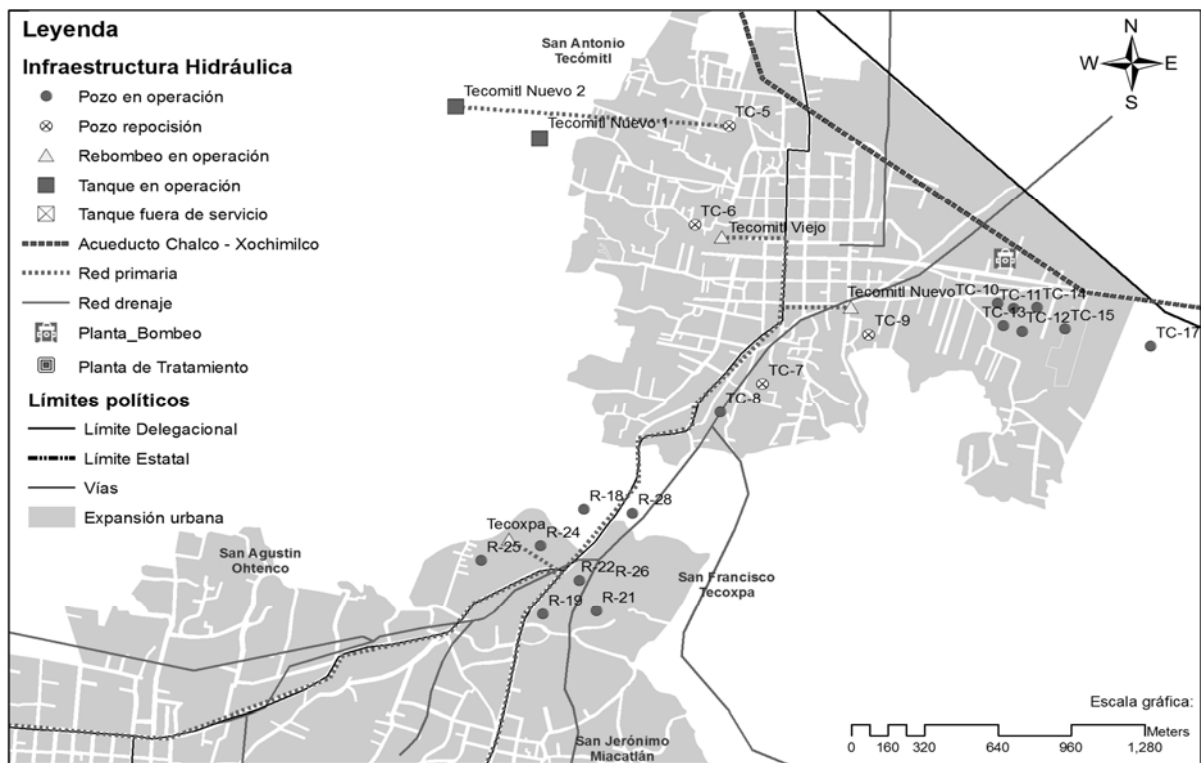 Leyenda
Infraestructura Hidráulica
Pozo en operación
Pozo repocisión
Rebombeo en operación
Tanque en operación
Tanque fuera de servicio
Acueducto Chalco - Xochimilco
Red primaria
Red drenaje
Planta_Bombeo
Planta de Tratamiento
Límites políticos
Límite Delegacional
Límite Estatal
Vías
Expansión urbana
San Antonio
Tecómitl
N
W E
S
Tecomitl Nuevo 2
Tecomitl Nuevo 1
TC-5
TC-6
Tecomitl Viejo
Tecomitl Nuevo
TC-10
TC-11
TC-14
TC-13
TC-12
TC-15
TC-17
TC-9
TC-7
TC-8
R-18
R-28
Tecoxpa
R-24
R-25
R-22
R-26
R-19
R-21
San Agustin
Ohtenco
San Francisco
Tecoxpa
San Jerónimo
Miacatlán
Escala gráfica:
Meters
0 160 320 640 960 1,280